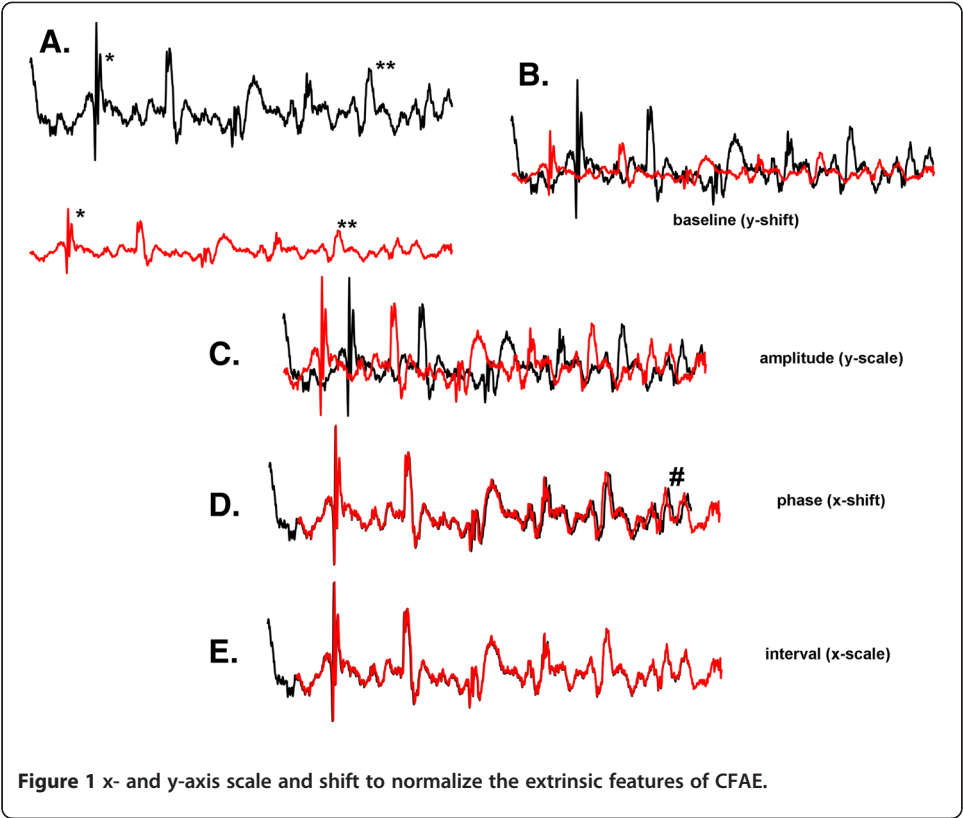 A.
*
**
B.
baseline (y-shift)
*
**
C.
amplitude (y-scale)
#
D.
phase (x-shift)
E.
interval (x-scale)
Figure 1 x- and y-axis scale and shift to normalize the extrinsic features of CFAE.